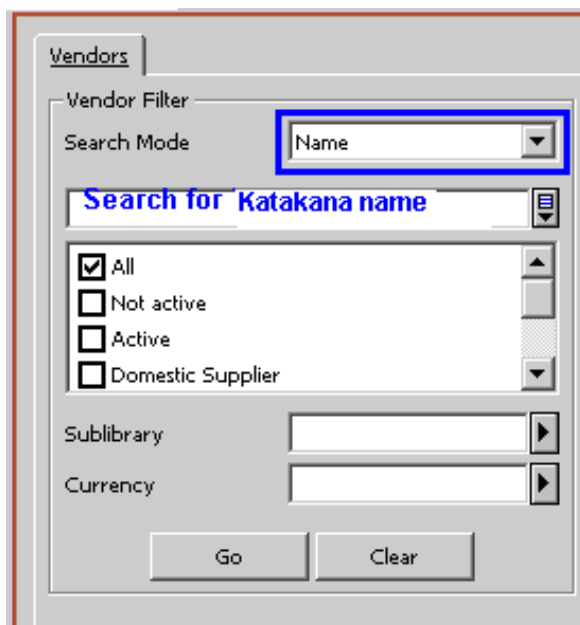 Vendors
Vendor Filter
Search Mode Name
Search for Katakana name
All
Not active
Active
Domestic Supplier
Sublibrary
Currency
Go Clear